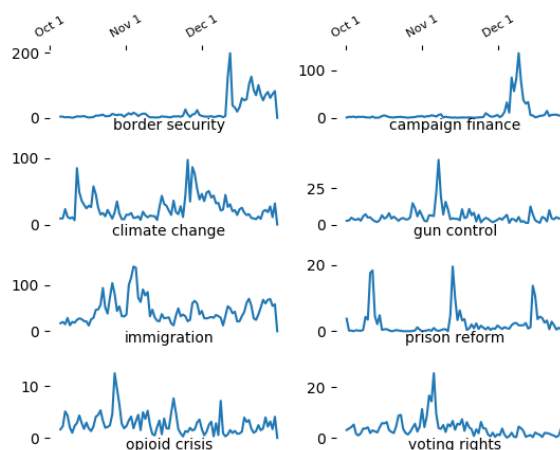 Oct 1 Nov 1 Dec 1 Oct 1 Nov 1 Dec 1
200
0
border security
100
0
campaign finance
100
0
climate change
25
0
gun control
100
0
immigration
20
0
prison reform
10
0
opioid crisis
20
0
voting rights